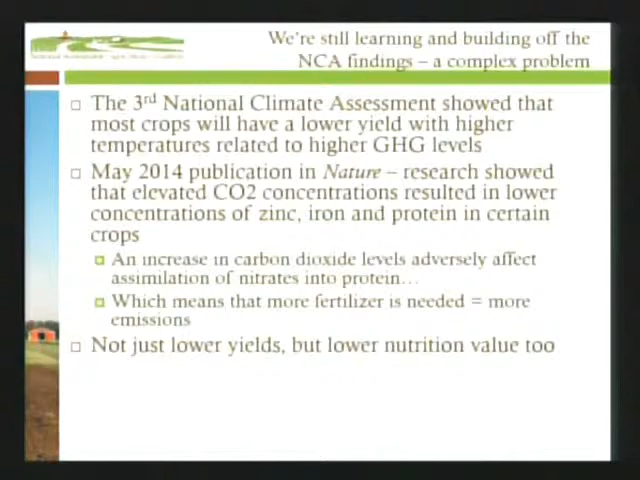 We're still learning and building off the
NCA findings – a complex problem
The 3rd National Climate Assessment showed that
most crops will have a lower yield with higher
temperatures related to higher GHG levels
May 2014 publication in Nature – research showed
that elevated CO2 concentrations resulted in lower
concentrations of zinc, iron and protein in certain
crops
An increase in carbon dioxide levels adversely affect
assimilation of nitrates into protein…
Which means that more fertilizer is needed = more
emissions
Not just lower yields, but lower nutrition value too